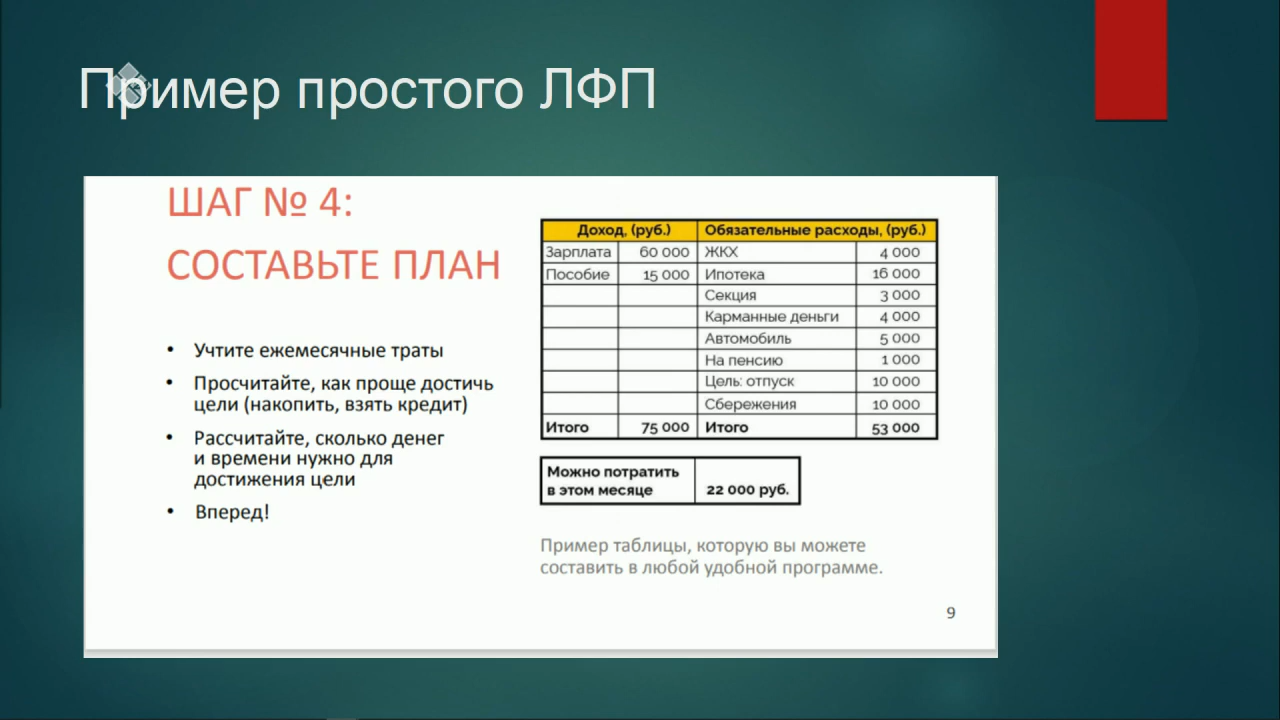 Пример простого ЛФП
ШАГ № 4:
СОСТАВЬТЕ ПЛАН
• Учтите ежемесячные траты
• Просчитайте, как проще достичь
цели (накопить, взять кредит)
• Рассчитайте, сколько денег
и времени нужно для
достижения цели
• Вперед!
Доход, (руб.) Обязательные расходы, (руб.)
Зарплата 60 000 ЖКХ 4 000
Пособие 15 000 Ипотека 16 000
Секция 3 000
Карманные деньги 4 000
Автомобиль 5 000
На пенсию 1 000
Цель: отпуск 10 000
Сбережения 10 000
Итого 75 000 Итого 53 000
Можно потратить
в этом месяце 22 000 руб.
Пример таблицы, которую вы можете
составить в любой удобной программе.
9